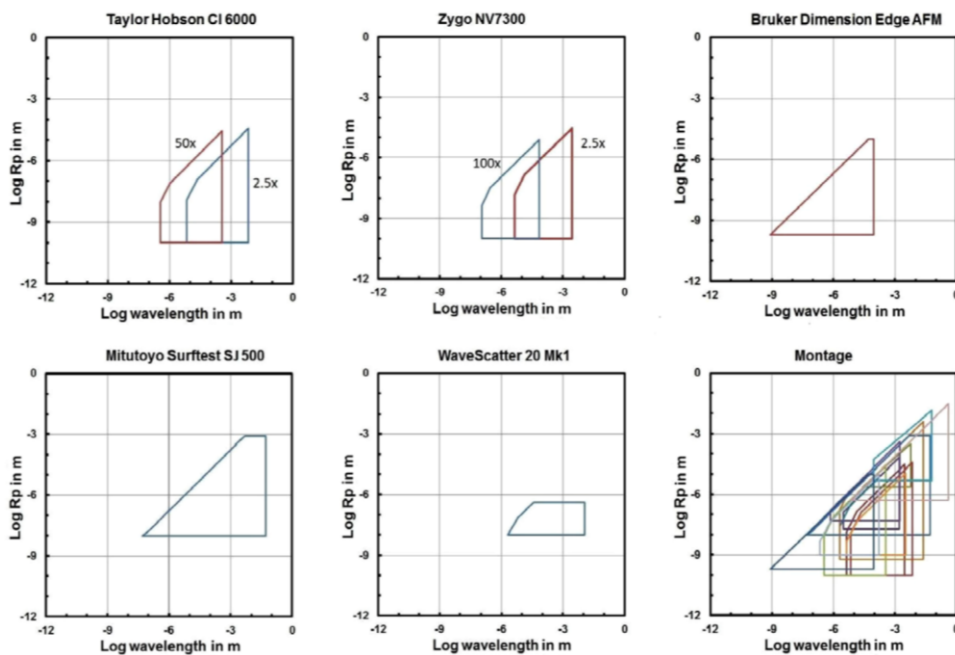 Taylor Hobson CI 6000
Zygo NV7300
Bruker Dimension Edge AFM
0
-3
-6
-9
-12
Log Rp in m
50x
2.5x
-12
-9
-6
-3
0
Log wavelength in m
0
-3
-6
-9
-12
Log Rp in m
100x
2.5x
-12
-9
-6
-3
0
Log wavelength in m
0
-3
-6
-9
-12
Log Rp in m
-12
-9
-6
-3
0
Log wavelength in m
Mitutoyo Surftest SJ 500
WaveScatter 20 Mk1
Montage
0
-3
-6
-9
-12
Log Rp in m
-12
-9
-6
-3
0
Log wavelength in m
0
-3
-6
-9
-12
Log Rp in m
-12
-9
-6
-3
0
Log wavelength in m
0
-3
-6
-9
-12
Log Rp in m
-12
-9
-6
-3
0
Log wavelength in m